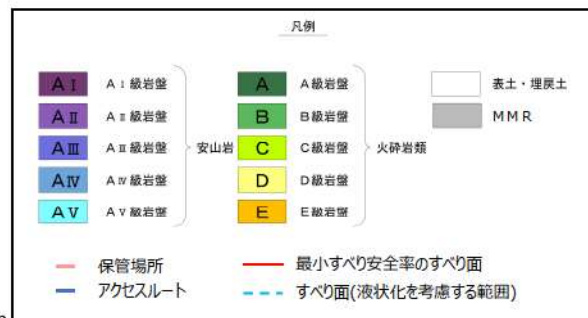 凡例
AⅠ AⅠ級岩盤 A A級岩盤 表土・埋戻土
AⅡ AⅡ級岩盤 B B級岩盤 MMR
AⅢ AⅢ級岩盤 安山岩 C C級岩盤 火砕岩類
AⅣ AⅣ級岩盤 D D級岩盤
AⅤ AⅤ級岩盤 E E級岩盤
保管場所 最小すべり安全率のすべり面
アクセスルート すべり面(液状化を考慮する範囲)